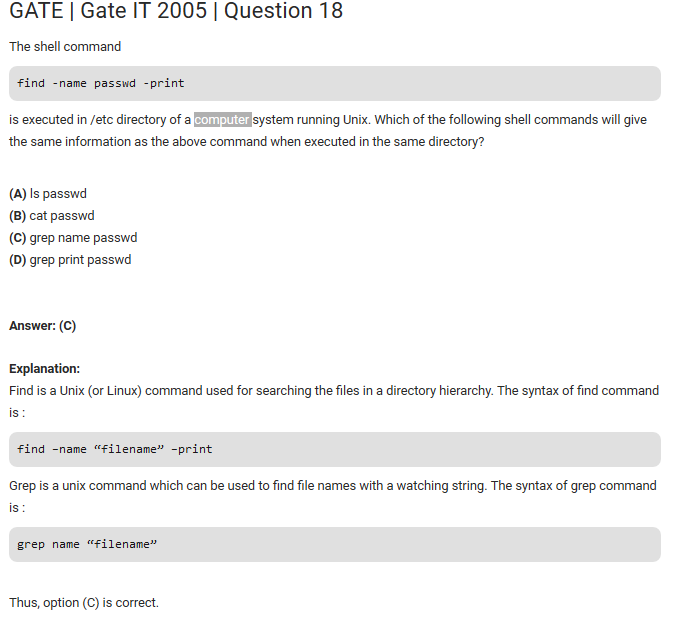 GATE | Gate IT 2005 | Question 18
The shell command
find -name passwd -print
is executed in /etc directory of a computer system running Unix. Which of the following shell commands will give
the same information as the above command when executed in the same directory?
(A) ls passwd
(B) cat passwd
(C) grep name passwd
(D) grep print passwd
Answer: (C)
Explanation:
Find is a Unix (or Linux) command used for searching the files in a directory hierarchy. The syntax of find command
is :
find –name “filename” –print
Grep is a unix command which can be used to find file names with a watching string. The syntax of grep command
is :
grep name “filename”
Thus, option (C) is correct.